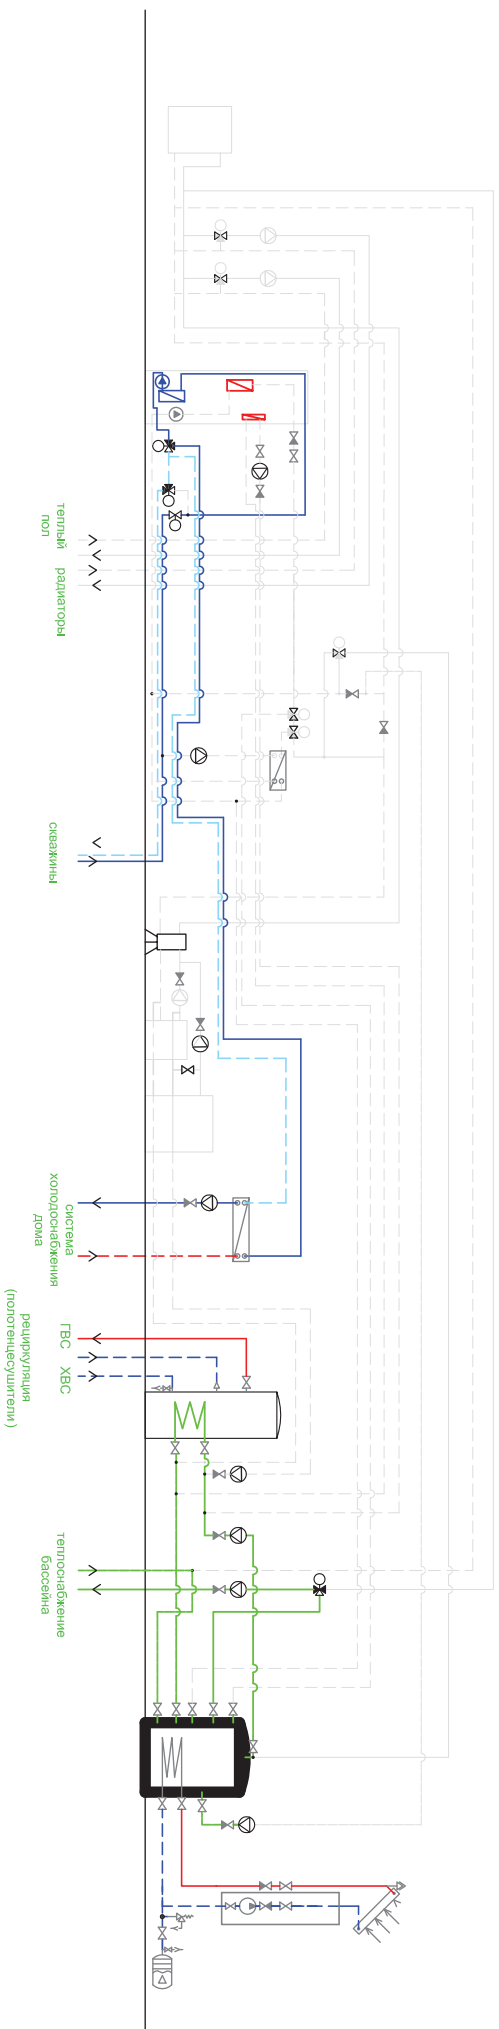 теплый
пол
радиаторы
скважины
система
холодоснабжения
дома
ГВС
рециркуляция
(полотенцесушители)
ХВС
теплоснабжение
бассейна